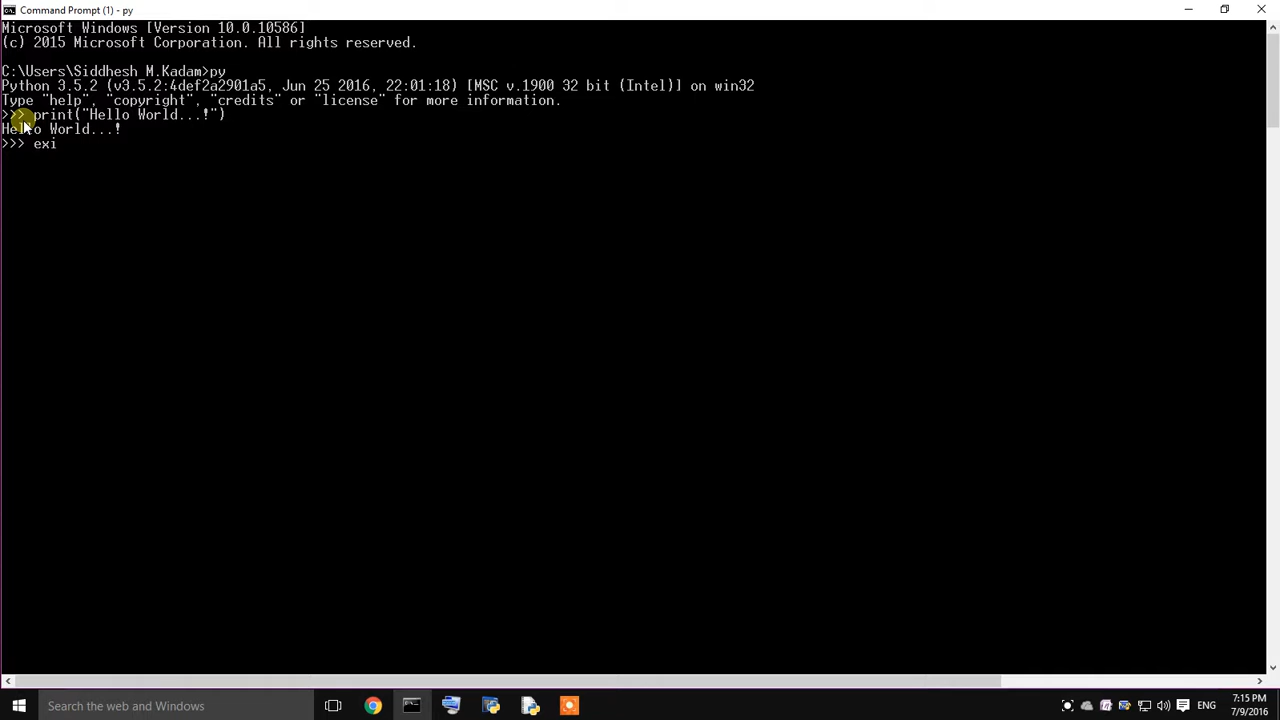 Command Prompt (1) - py
Microsoft Windows [Version 10.0.10586]
(c) 2015 Microsoft Corporation. All rights reserved.
C:\Users\Siddhesh M.Kadam>py
Python 3.5.2 (v3.5.2:4def2a2901a5, Jun 25 2016, 22:01:18) [MSC v.1900 32 bit (Intel)] on win32
Type "help", "copyright", "credits" or "license" for more information.
>>> print("Hello World...!")
Hello World...!
>>> exi
Search the web and Windows
ENG
7:15 PM
7/9/2016